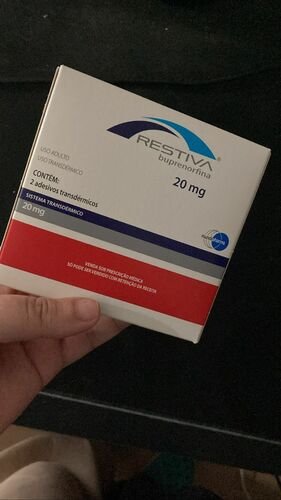 RESTIVA®
buprenorfina
20 mg
USO ADULTO
USO TRANSDÉRMICO
CONTÉM:
2 adesivos transdérmicos
SISTEMA TRANSDÉRMICO
20 mg
VENDA SOB PRESCRIÇÃO MÉDICA
SÓ PODE SER VENDIDO COM RETENÇÃO DA RECEITA